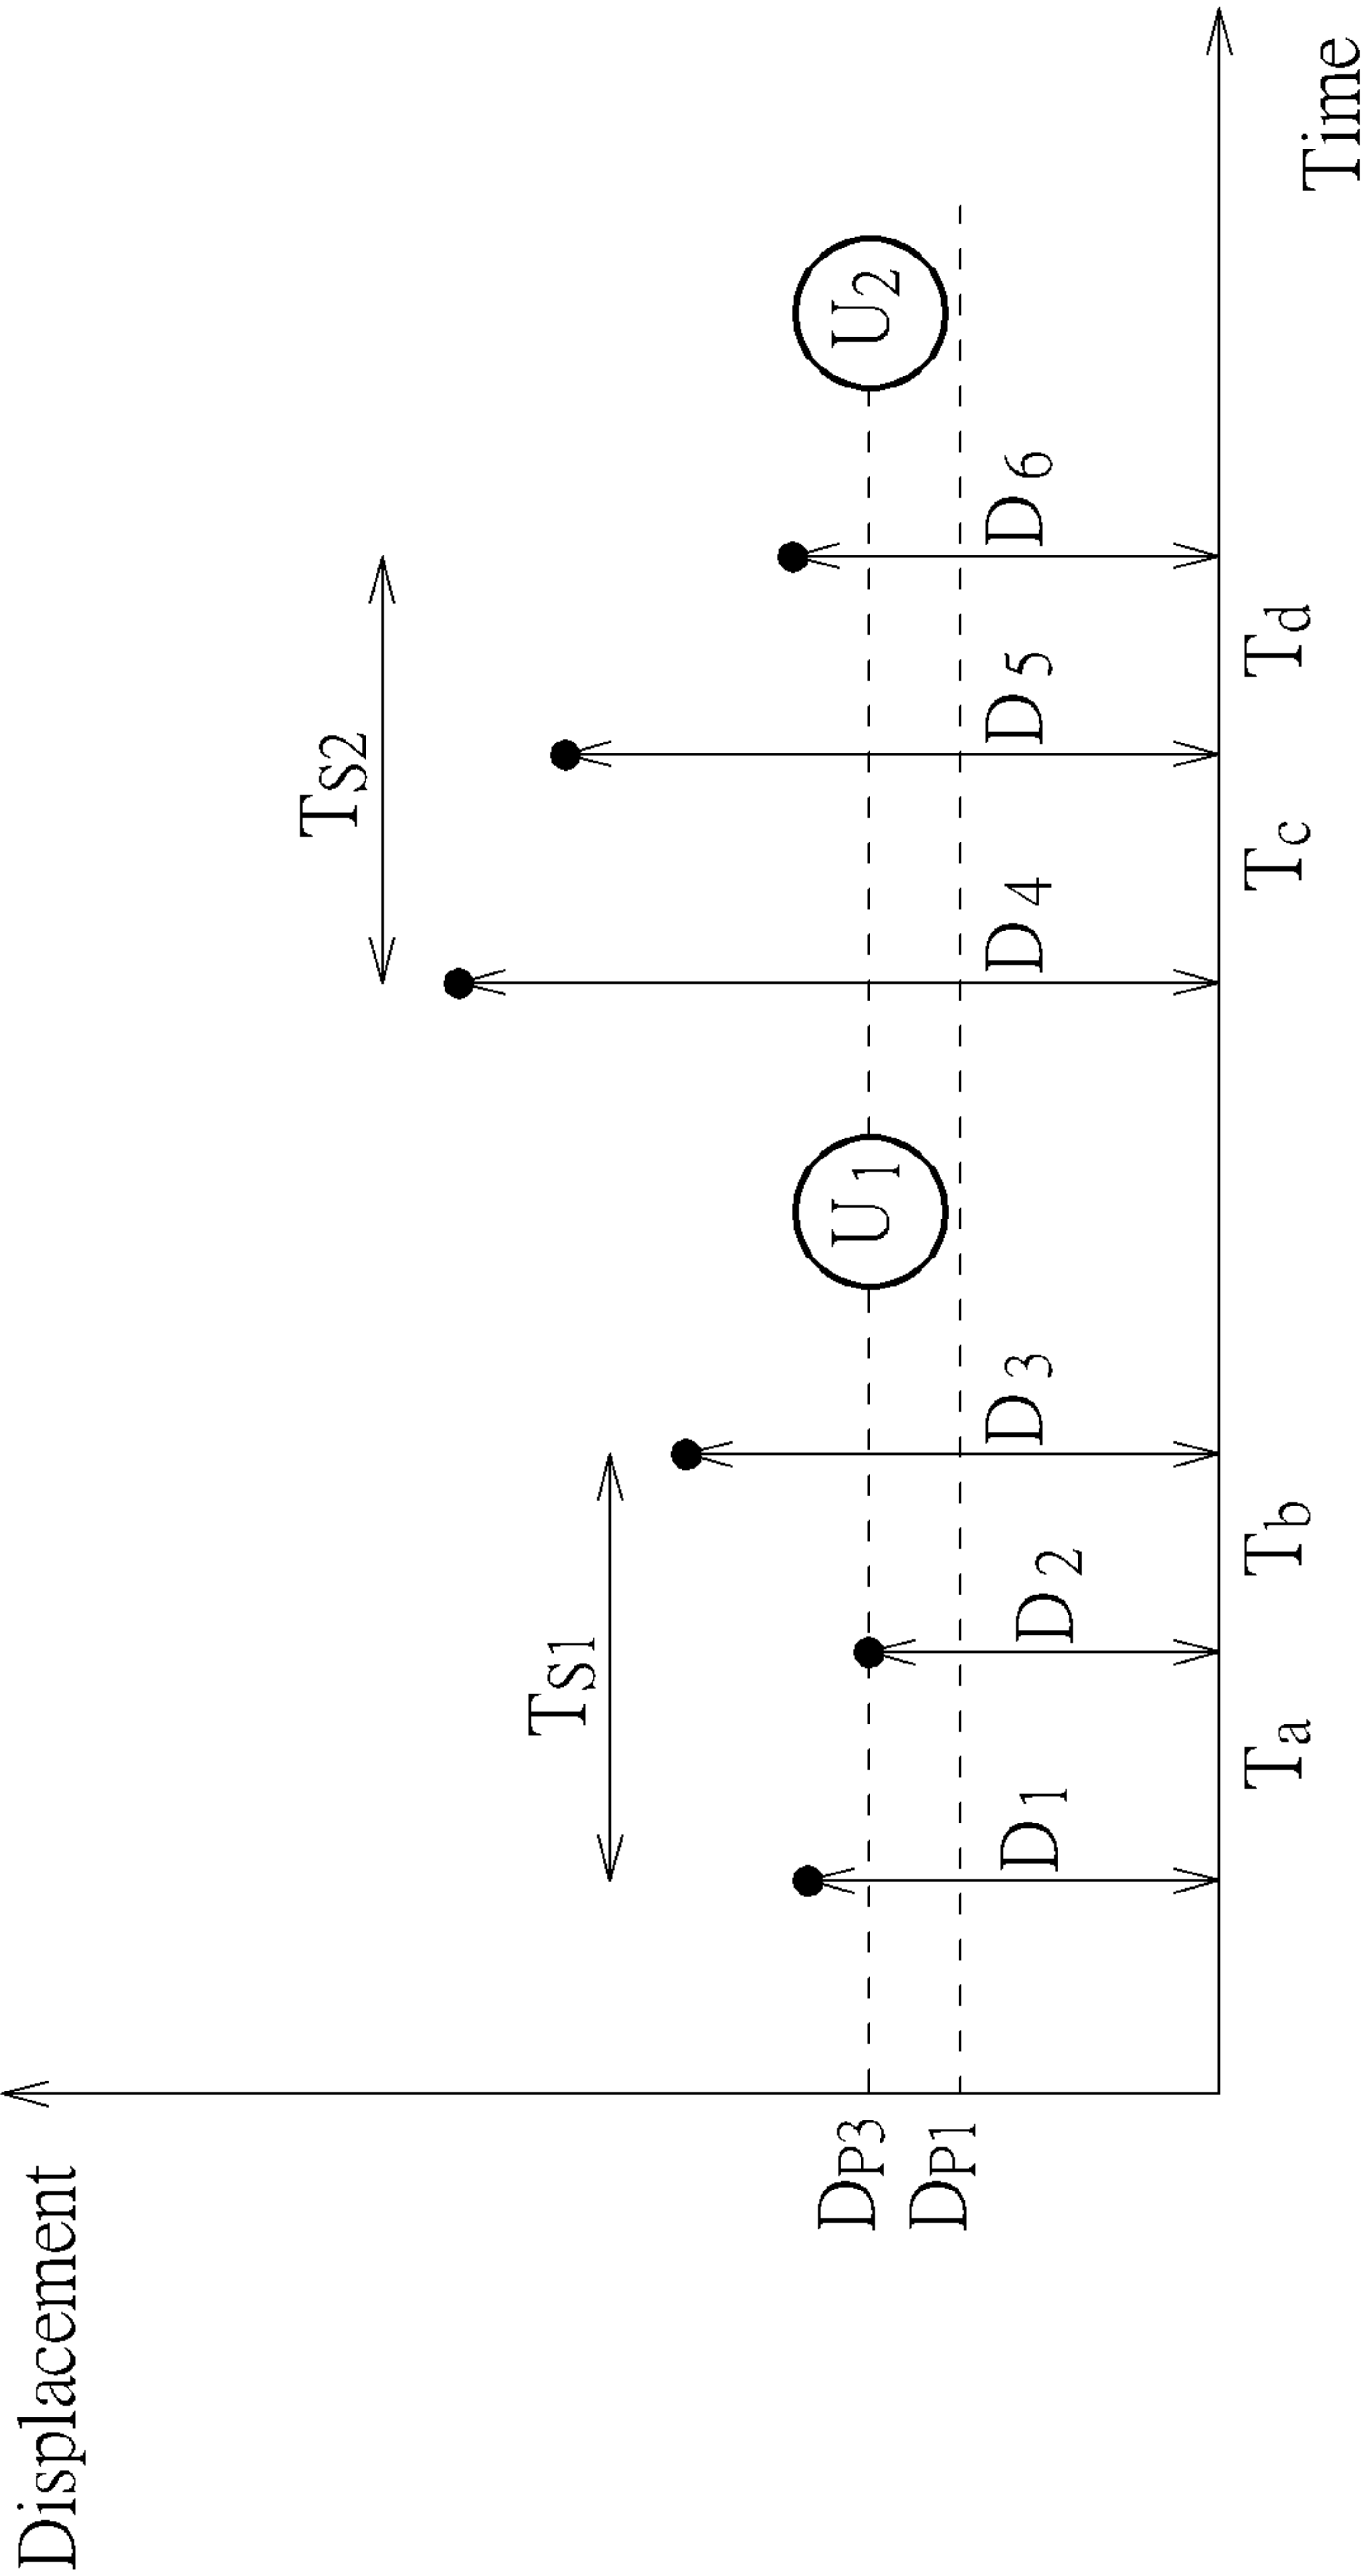 Displacement
TS2
TS1
DP3
U1
U2
DP1
D1
D2
D3
D4
D5
D6
Ta
Tb
Tc
Td
Time